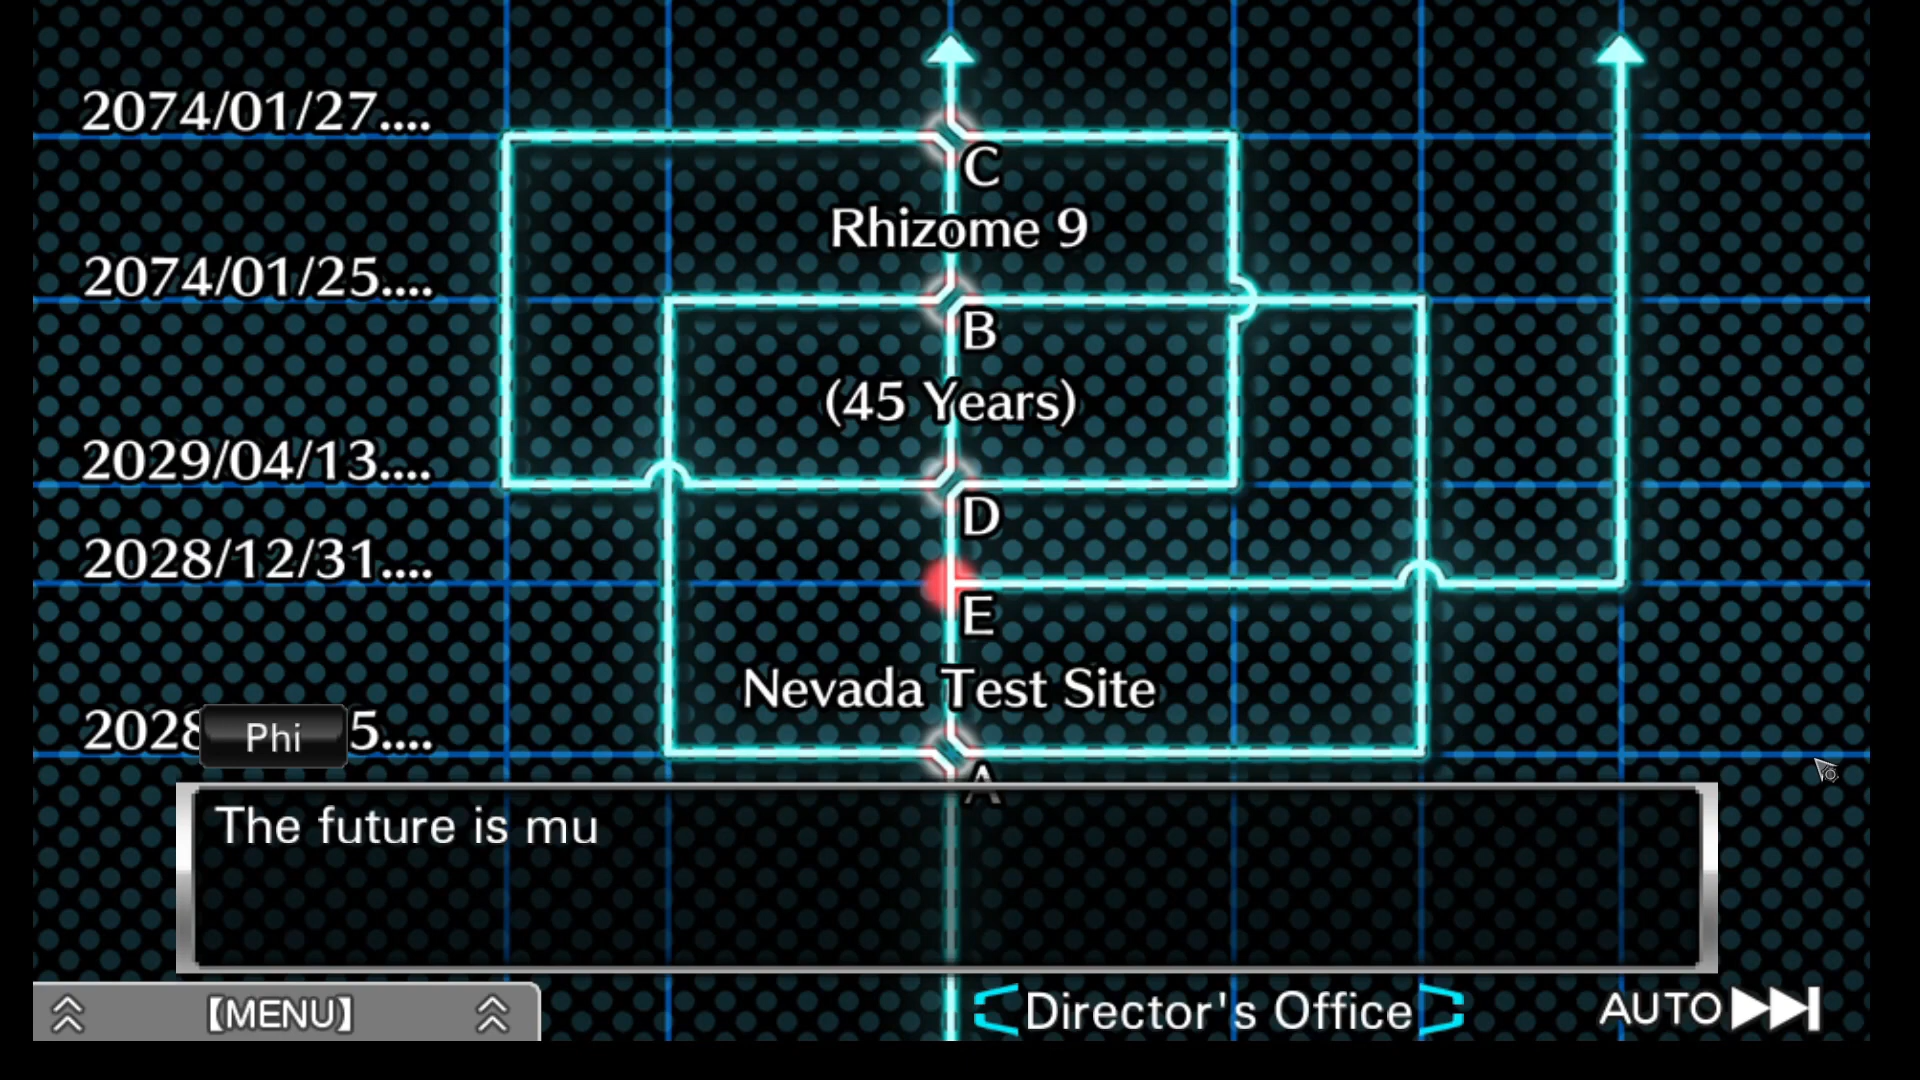 2074/01/27....
C
Rhizome 9
2074/01/25....
B
(45 Years)
2029/04/13....
D
2028/12/31....
E
Nevada Test Site
2028 5....
Phi
A
The future is mu
【MENU】
Director's Office
AUTO